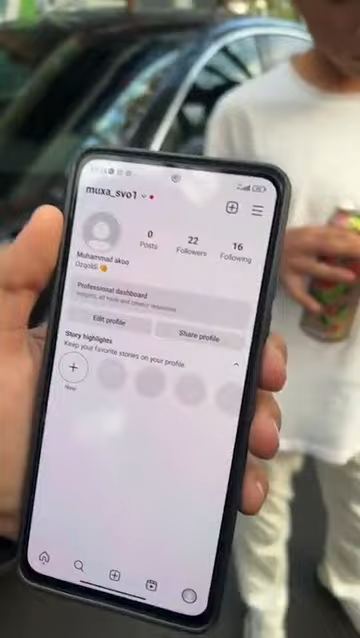 muxa_svo1
0
Posts
22
Followers
16
Following
Muhammad akoo
Ozgoldi
Professional dashboard
Edit profile
Share profile
Story highlights
Keep your favorite stories on your profile
New